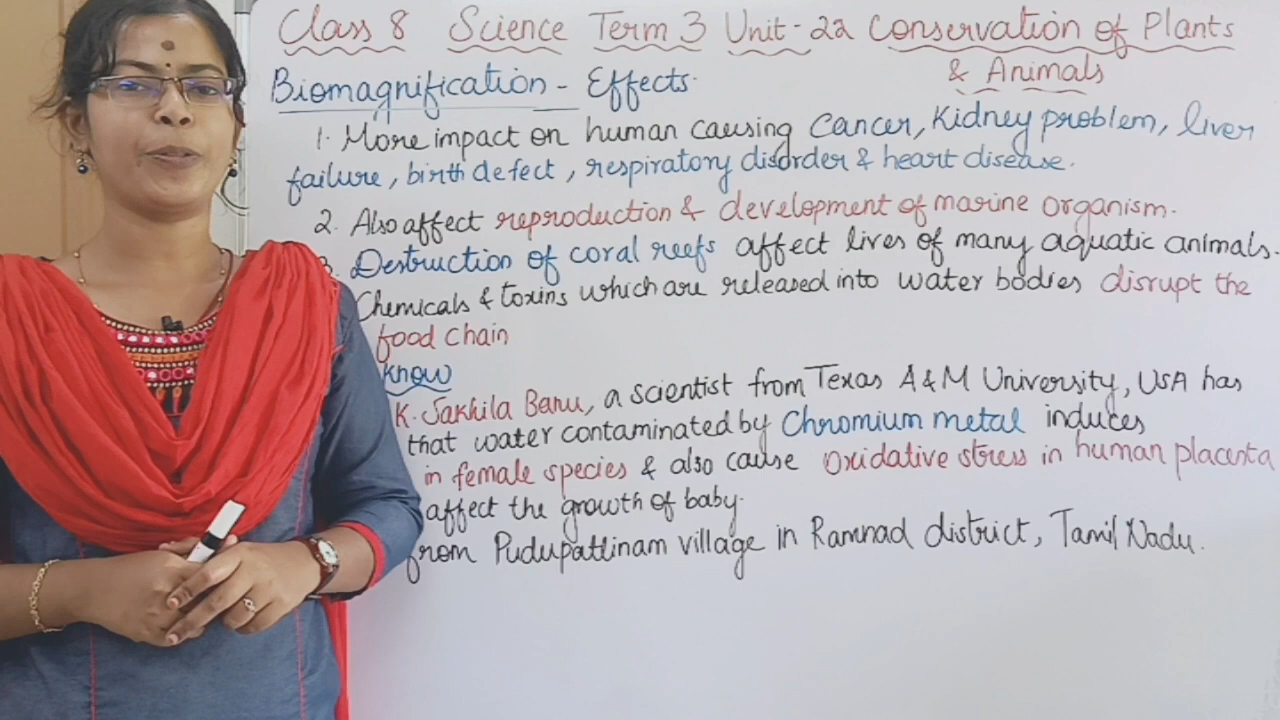 Class 8 Science Term 3 Unit-22 Conservation of Plants
& Animals
Biomagnification - Effects.
1. More impact on human causing Cancer, Kidney problem, liver
failure, birth defect, respiratory disorder & heart disease.
2. Also affect reproduction & development of marine organism.
3. Destruction of coral reefs affect lives of many aquatic animals.
Chemicals & toxins which are released into water bodies disrupt the
food chain
know
K. Sakhila Banu, a scientist from Texas A&M University, USA has
that water contaminated by Chromium metal induces
in female species & also cause oxidative stress in human placenta
affect the growth of baby.
from Pudupattinam village in Ramnad district, Tamil Nadu.